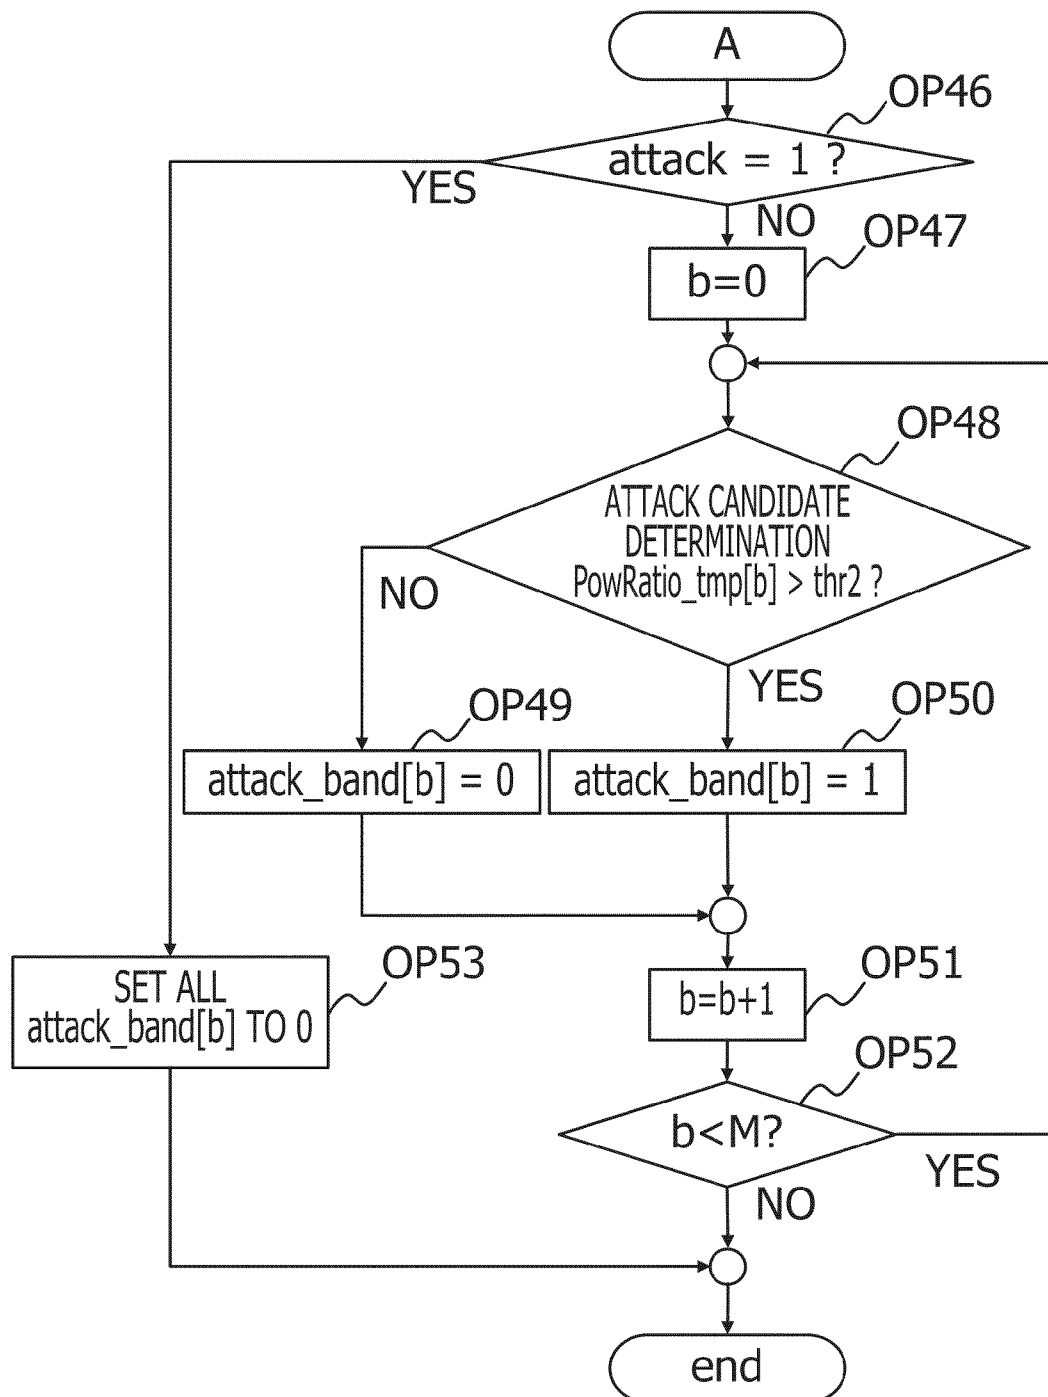 A
OP46
attack = 1 ?
YES
NO
OP47
b=0
OP48
ATTACK CANDIDATE
DETERMINATION
PowRatio_tmp[b] > thr2 ?
NO
YES
OP49
OP50
attack_band[b] = 0
attack_band[b] = 1
OP53
OP51
SET ALL
attack_band[b] TO 0
b=b+1
OP52
b<M?
YES
NO
end